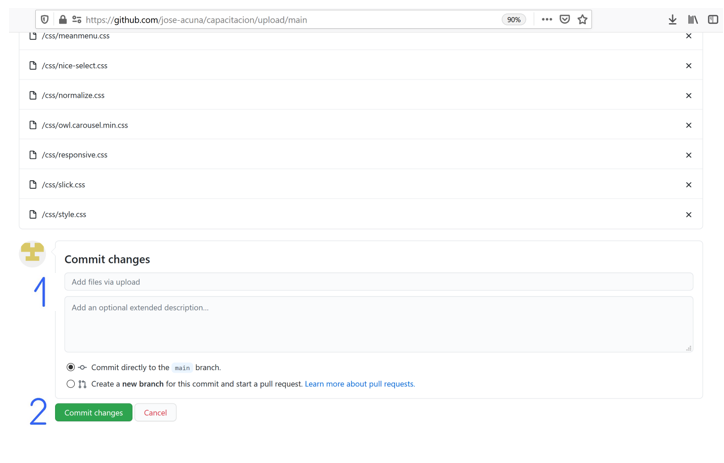 https://github.com/jose-acuna/capacitacion/upload/main 90%
/css/meanmenu.css
/css/nice-select.css
/css/normalize.css
/css/owl.carousel.min.css
/css/responsive.css
/css/slick.css
/css/style.css
Commit changes
1
Add files via upload
Add an optional extended description...
Commit directly to the main branch.
Create a new branch for this commit and start a pull request. Learn more about pull requests.
2
Commit changes Cancel